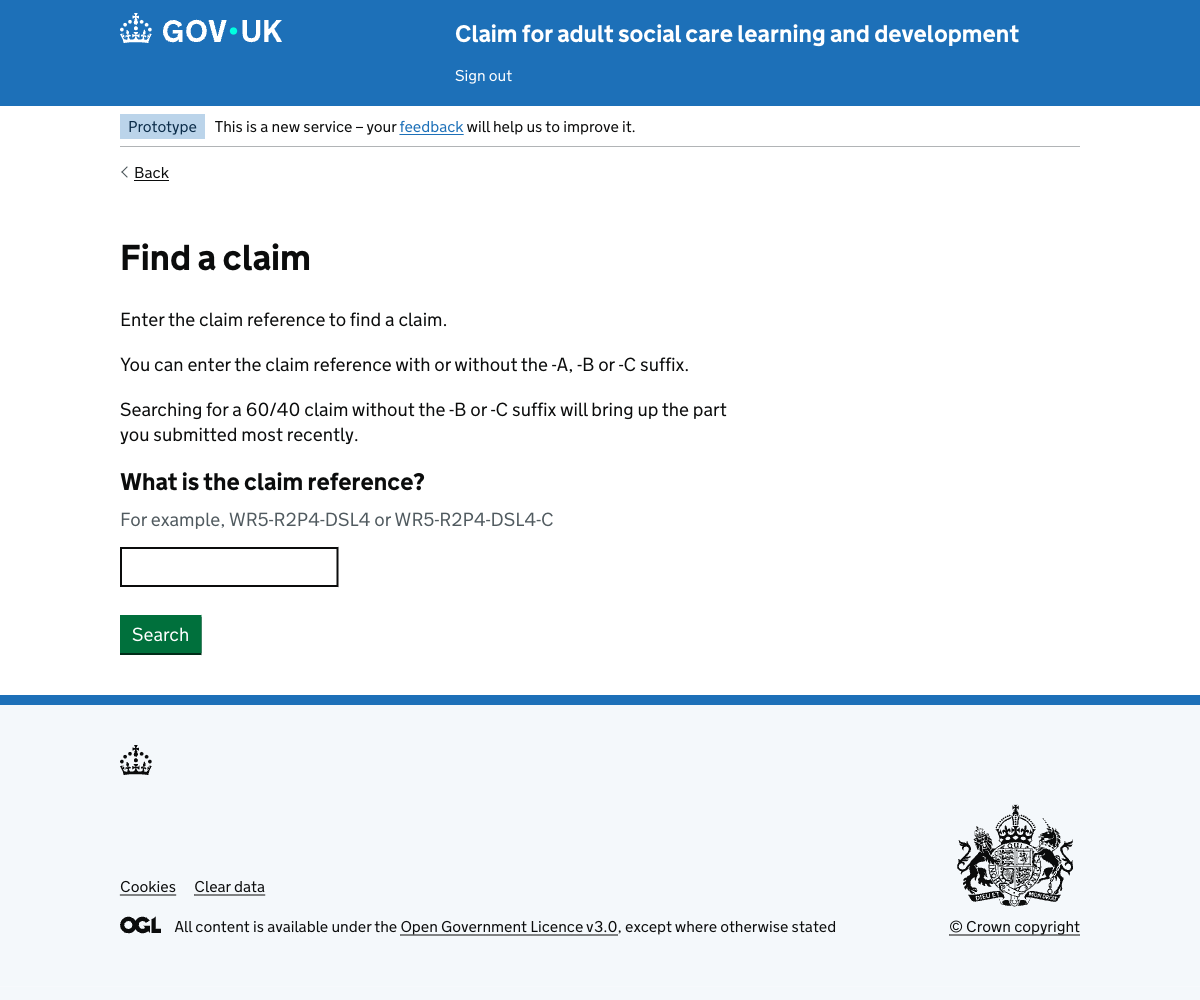 GOV·UK
Claim for adult social care learning and development
Sign out
Prototype This is a new service – your feedback will help us to improve it.
Back
Find a claim
Enter the claim reference to find a claim.
You can enter the claim reference with or without the -A, -B or -C suffix.
Searching for a 60/40 claim without the -B or -C suffix will bring up the part
you submitted most recently.
What is the claim reference?
For example, WR5-R2P4-DSL4 or WR5-R2P4-DSL4-C
Search
Cookies Clear data
OGL All content is available under the Open Government Licence v3.0, except where otherwise stated
© Crown copyright